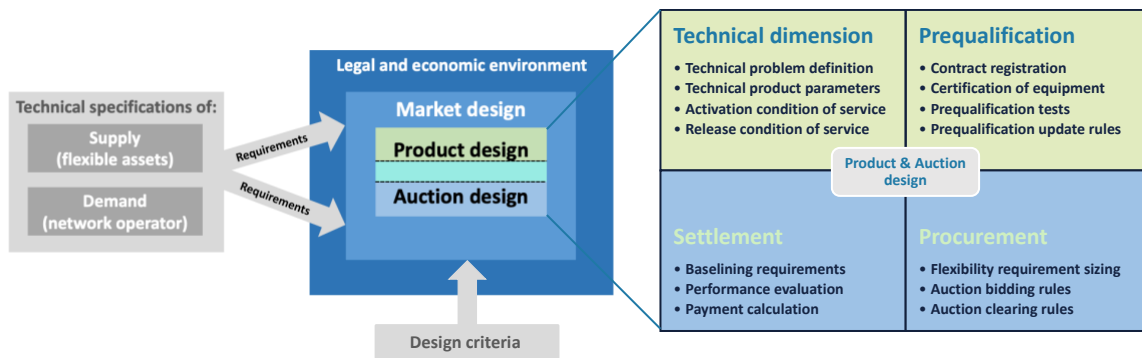 Technical specifications of:
Supply
(flexible assets)
Demand
(network operator)
Requirements
Requirements
Legal and economic environment
Market design
Product design
Auction design
Design criteria
Technical dimension
• Technical problem definition
• Technical product parameters
• Activation condition of service
• Release condition of service
Prequalification
• Contract registration
• Certification of equipment
• Prequalification tests
• Prequalification update rules
Product & Auction
design
Settlement
• Baselining requirements
• Performance evaluation
• Payment calculation
Procurement
• Flexibility requirement sizing
• Auction bidding rules
• Auction clearing rules